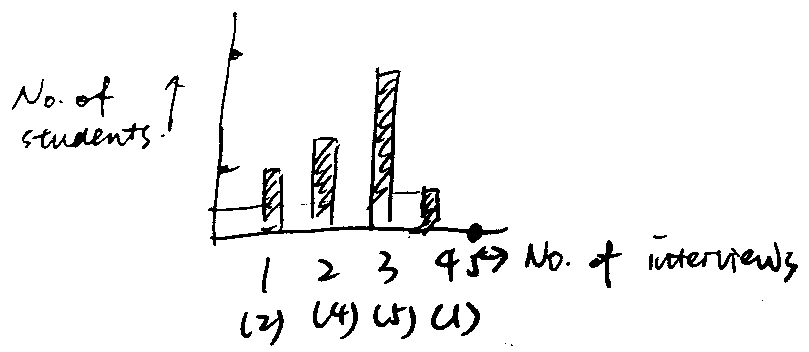 No. of
students.
1 2 3 4 5 No. of interviews
(2) (4) (5) (1)